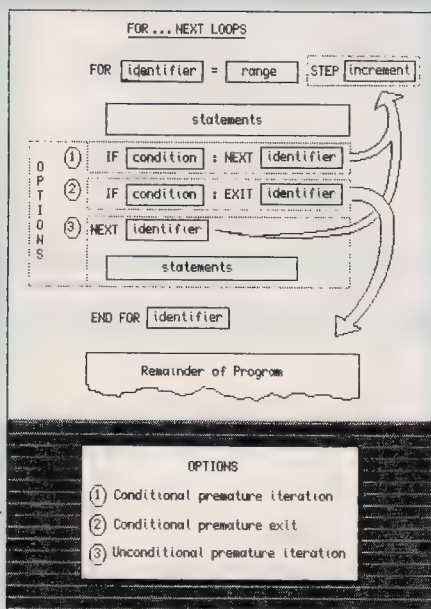 FOR...NEXT LOOPS
FOR identifier = range STEP increment
statements
OPTIONS
1 IF condition : NEXT identifier
2 IF condition : EXIT identifier
3 NEXT identifier
statements
END FOR identifier
Remainder of Program
OPTIONS
1 Conditional premature iteration
2 Conditional premature exit
3 Unconditional premature iteration